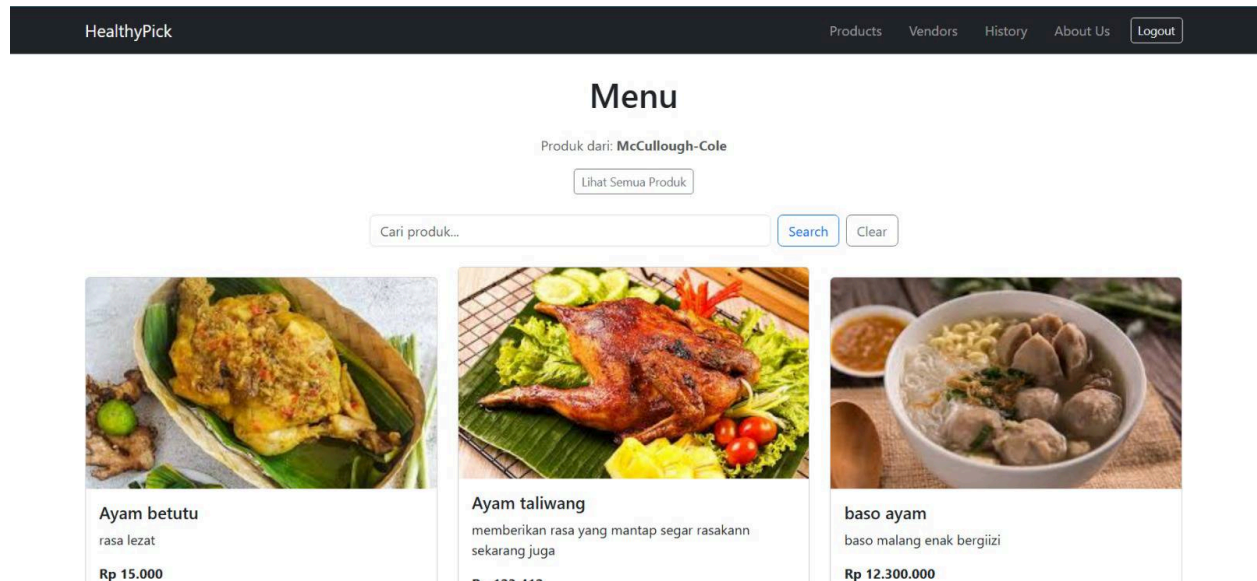 HealthyPick
Products
Vendors
History
About Us
Logout
Menu
Produk dari: McCullough-Cole
Lihat Semua Produk
Cari produk...
Search
Clear
Ayam betutu
rasa lezat
Rp 15.000
Ayam taliwang
memberikan rasa yang mantap segar rasakann
sekarang juga
baso ayam
baso malang enak bergiizi
Rp 12.300.000